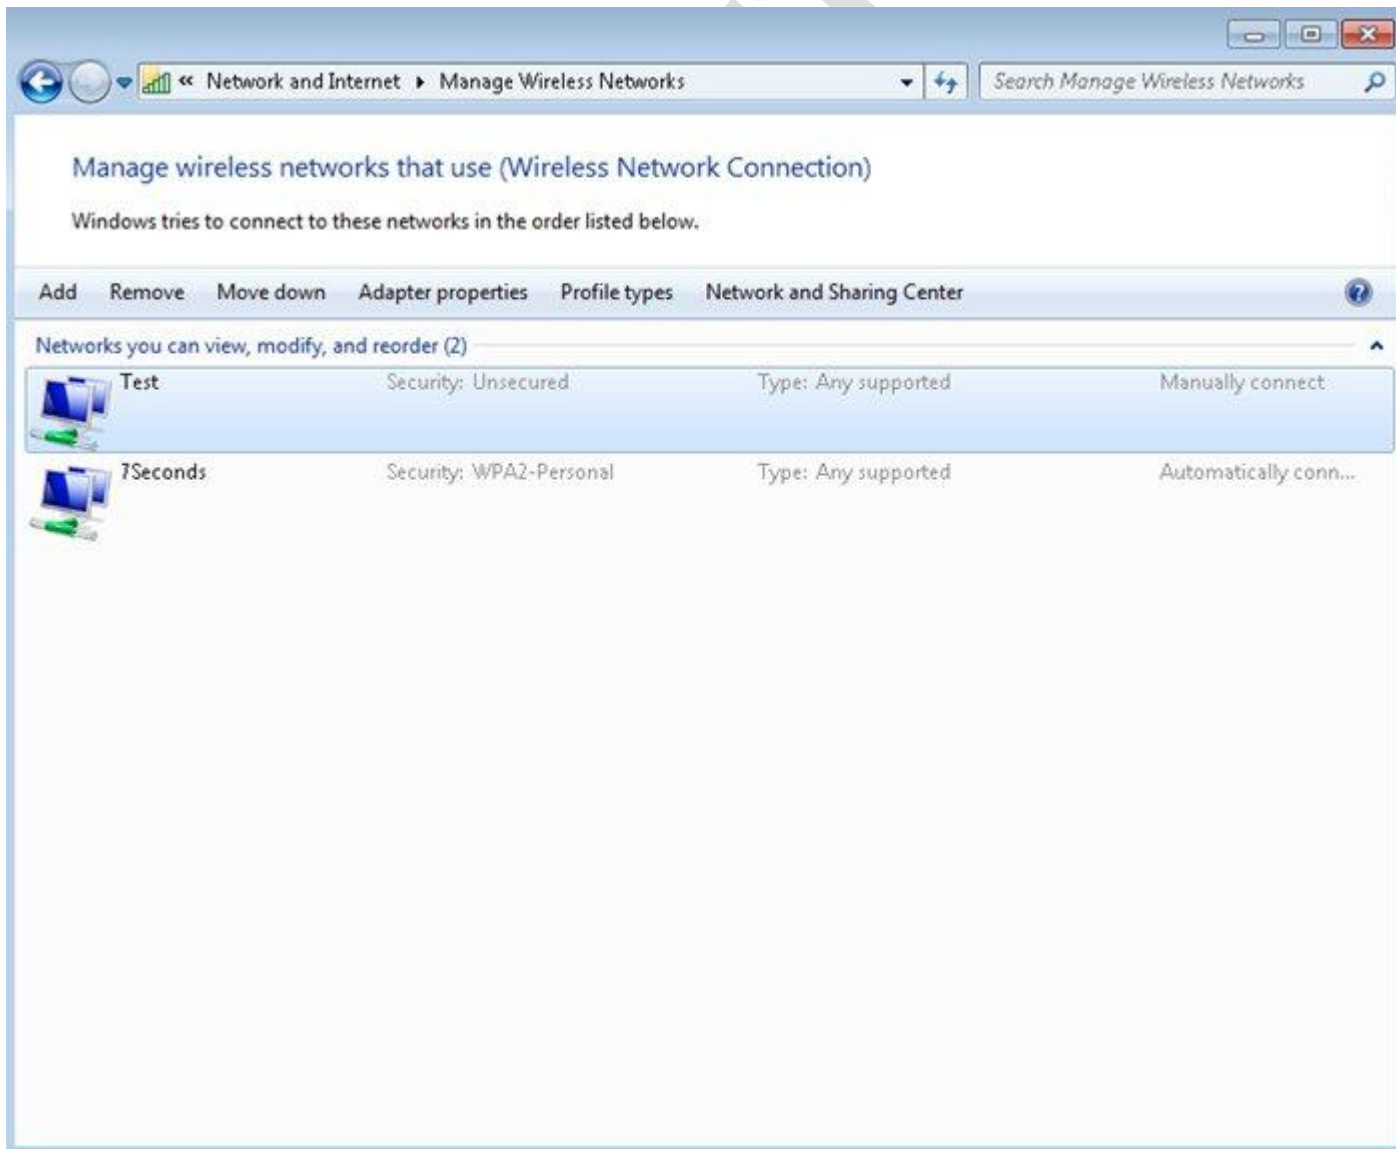 « Network and Internet ▸ Manage Wireless Networks
Search Manage Wireless Networks
Manage wireless networks that use (Wireless Network Connection)
Windows tries to connect to these networks in the order listed below.
Add Remove Move down Adapter properties Profile types Network and Sharing Center
Networks you can view, modify, and reorder (2)
Test Security: Unsecured Type: Any supported Manually connect
7Seconds Security: WPA2-Personal Type: Any supported Automatically conn...